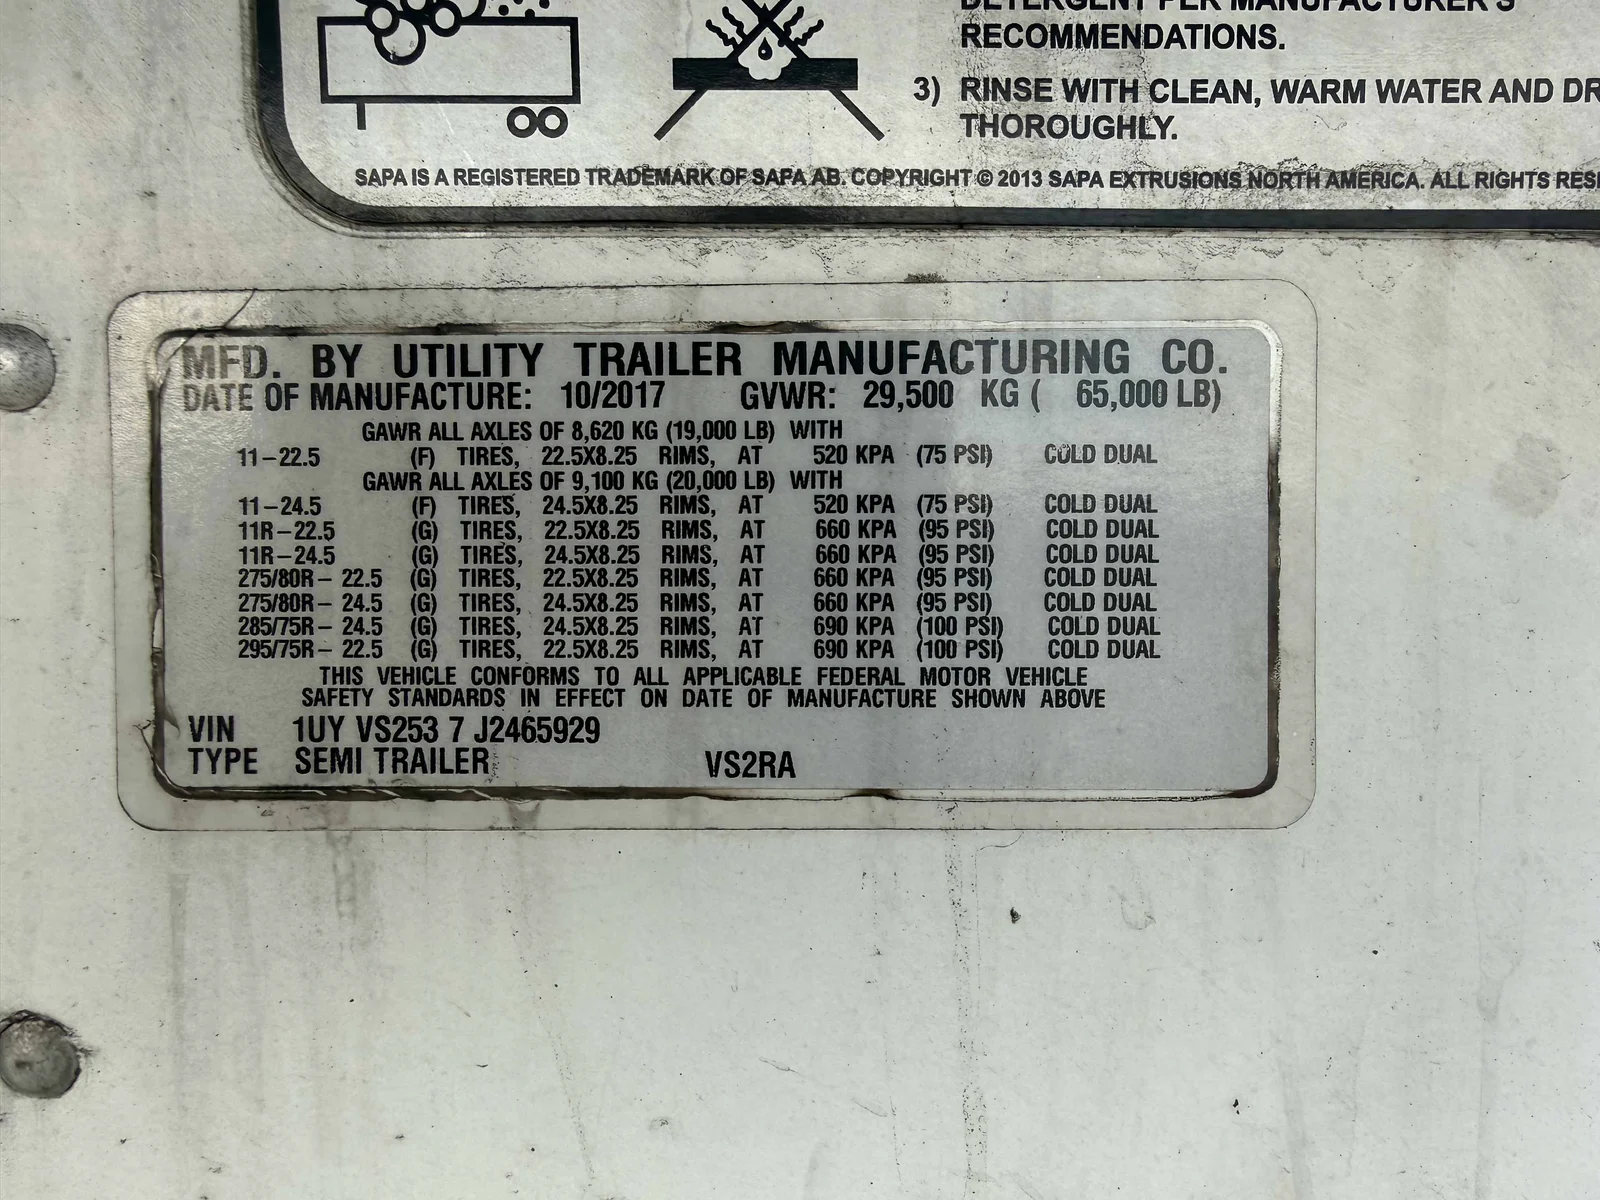 DETERGENT PER MANUFACTURER'S
RECOMMENDATIONS.
3) RINSE WITH CLEAN, WARM WATER AND
THOROUGHLY.
SAPA IS A REGISTERED TRADEMARK OF SAPA AB. COPYRIGHT © 2013 SAPA EXTRUSIONS NORTH AMERICA. ALL RIGHTS
MFD. BY UTILITY TRAILER MANUFACTURING CO.
DATE OF MANUFACTURE: 10/2017 GVWR: 29,500 KG ( 65,000 LB)
GAWR ALL AXLES OF 8,620 KG (19,000 LB) WITH
11-22.5 (F) TIRES, 22.5X8.25 RIMS, AT 520 KPA (75 PSI) COLD DUAL
GAWR ALL AXLES OF 9,100 KG (20,000 LB) WITH
11-24.5 (F) TIRES, 24.5X8.25 RIMS, AT 520 KPA (75 PSI) COLD DUAL
11R-22.5 (G) TIRES, 22.5X8.25 RIMS, AT 660 KPA (95 PSI) COLD DUAL
11R-24.5 (G) TIRES, 24.5X8.25 RIMS, AT 660 KPA (95 PSI) COLD DUAL
275/80R- 22.5 (G) TIRES, 22.5X8.25 RIMS, AT 660 KPA (95 PSI) COLD DUAL
275/80R- 24.5 (G) TIRES, 24.5X8.25 RIMS, AT 660 KPA (95 PSI) COLD DUAL
285/75R- 24.5 (G) TIRES, 24.5X8.25 RIMS, AT 690 KPA (100 PSI) COLD DUAL
295/75R- 22.5 (G) TIRES, 22.5X8.25 RIMS, AT 690 KPA (100 PSI) COLD DUAL
THIS VEHICLE CONFORMS TO ALL APPLICABLE FEDERAL MOTOR VEHICLE
SAFETY STANDARDS IN EFFECT ON DATE OF MANUFACTURE SHOWN ABOVE
VIN 1UY VS253 7 J2465929
TYPE SEMI TRAILER VS2RA